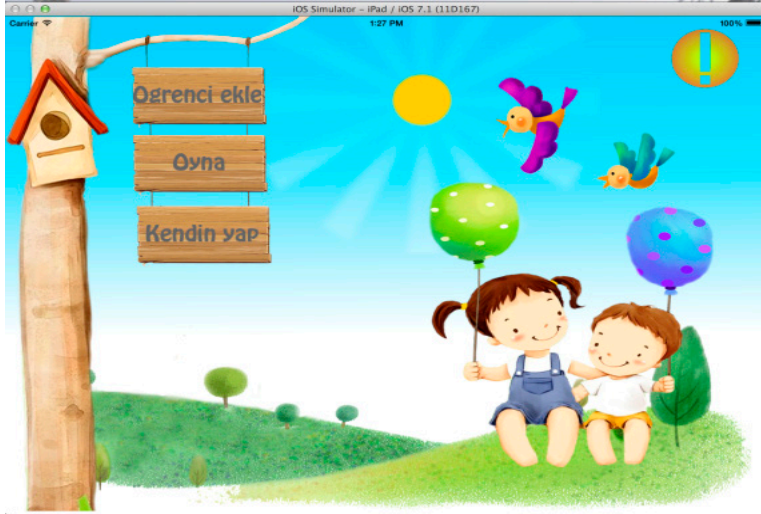 iOS Simulator – iPad / iOS 7.1 (11D167)
Carrier 1:27 PM 100%
Ogrenci ekle
Oyna
Kendin yap